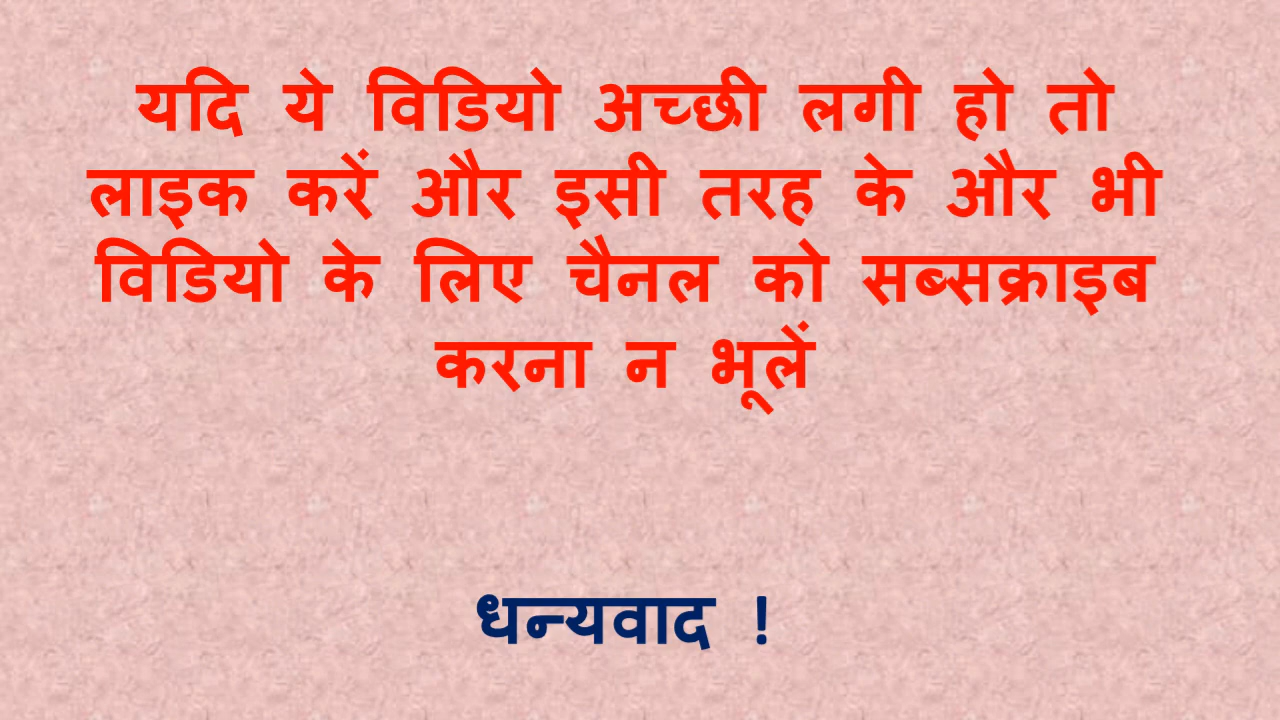 यदि ये विडियो अच्छी लगी हो तो
लाइक करें और इसी तरह के और भी
विडियो के लिए चैनल को सब्सक्राइब
करना न भूलें
धन्यवाद !